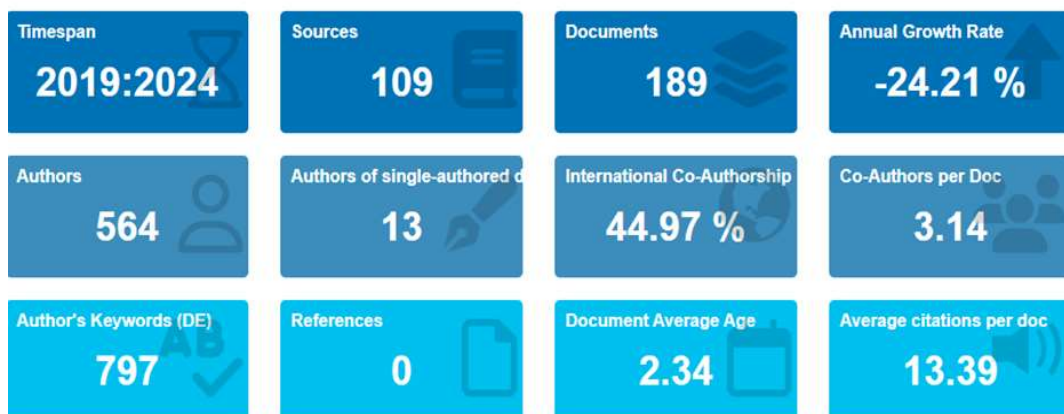 Timespan
2019:2024
Sources
109
Documents
189
Annual Growth Rate
-24.21 %
Authors
564
Authors of single-authored d
13
International Co-Authorship
44.97 %
Co-Authors per Doc
3.14
Author's Keywords (DE)
797
AB
References
0
Document Average Age
2.34
Average citations per doc
13.39